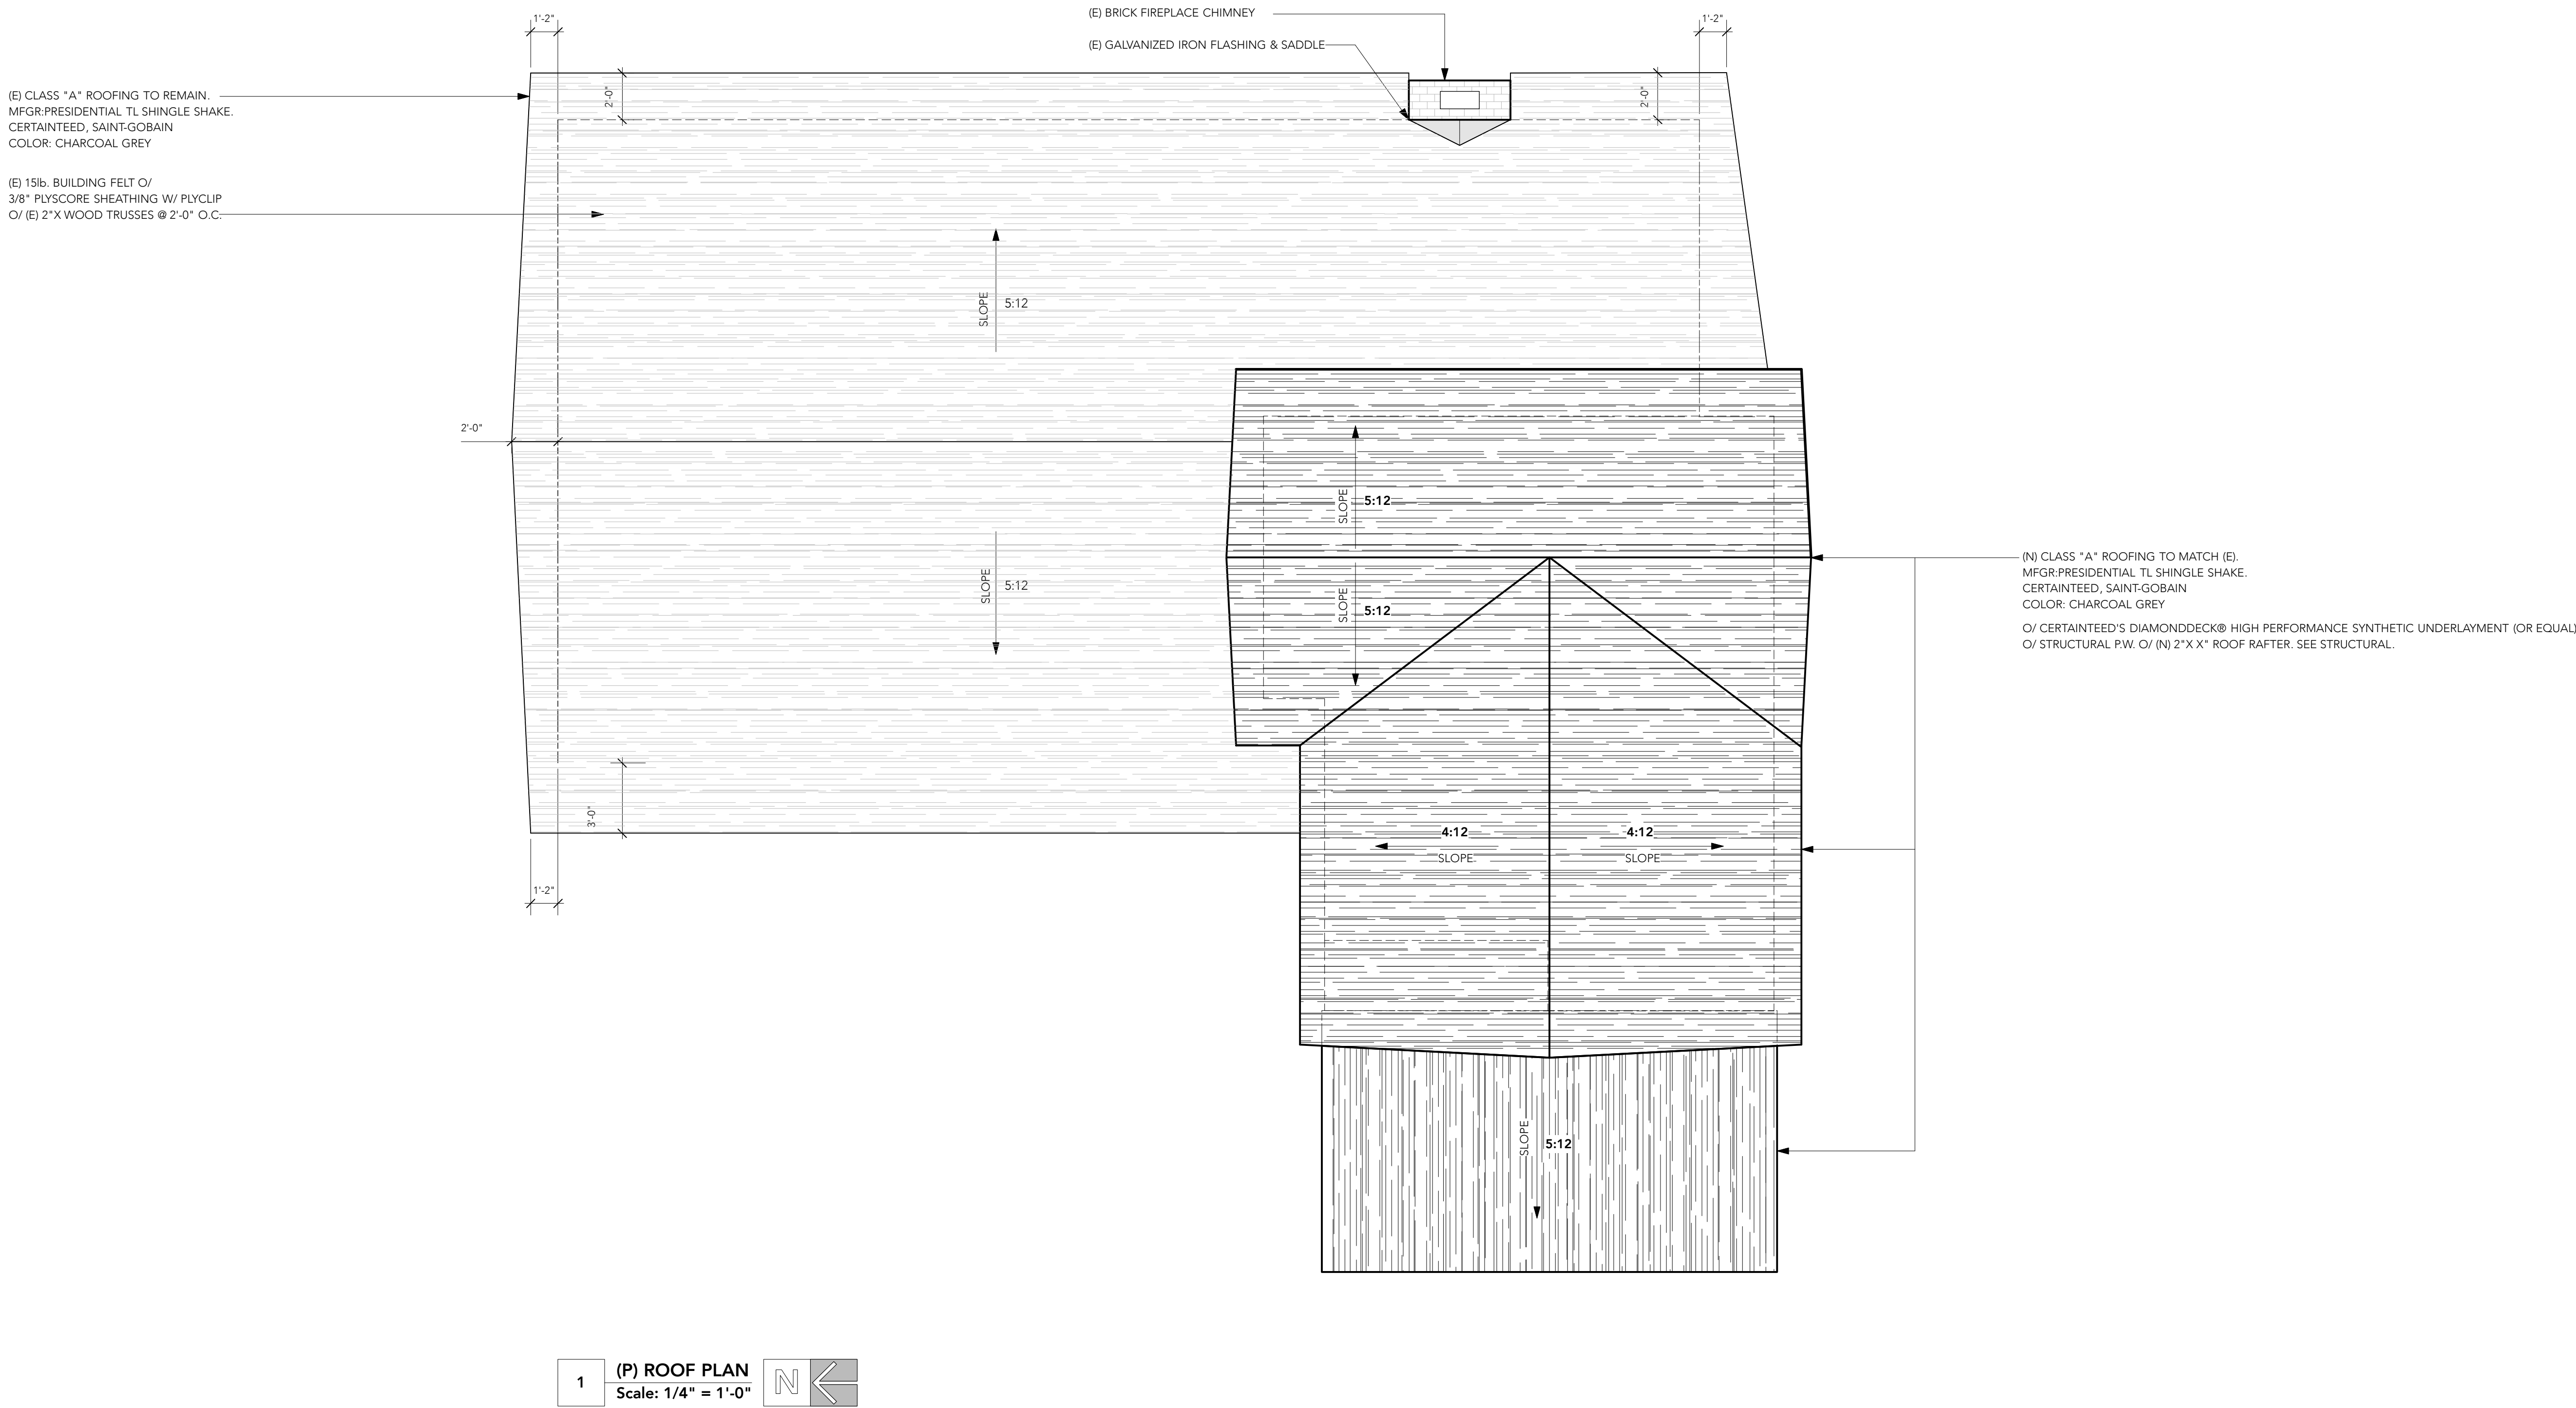 1'-2"
(E) BRICK FIREPLACE CHIMNEY
1'-2"
(E) GALVANIZED IRON FLASHING & SADDLE
(E) CLASS "A" ROOFING TO REMAIN.
MFGR:PRESIDENTIAL TL SHINGLE SHAKE.
CERTAINTEED, SAINT-GOBAIN
COLOR: CHARCOAL GREY
2'-0"
2'-0"
(E) 15lb. BUILDING FELT O/
3/8" PLYSCORE SHEATHING W/ PLYCLIP
O/ (E) 2"X WOOD TRUSSES @ 2'-0" O.C.
SLOPE
5:12
2'-0"
SLOPE
5:12
SLOPE
5:12
SLOPE
5:12
(N) CLASS "A" ROOFING TO MATCH (E).
MFGR:PRESIDENTIAL TL SHINGLE SHAKE.
CERTAINTEED, SAINT-GOBAIN
COLOR: CHARCOAL GREY
O/ CERTAINTEED'S DIAMONDDECK® HIGH PERFORMANCE SYNTHETIC UNDERLAYMENT (OR EQUAL)
O/ STRUCTURAL P.W. O/ (N) 2"X X" ROOF RAFTER. SEE STRUCTURAL.
3'-0"
4:12
SLOPE
4:12
SLOPE
1'-2"
SLOPE
5:12
1
(P) ROOF PLAN
Scale: 1/4" = 1'-0"
N